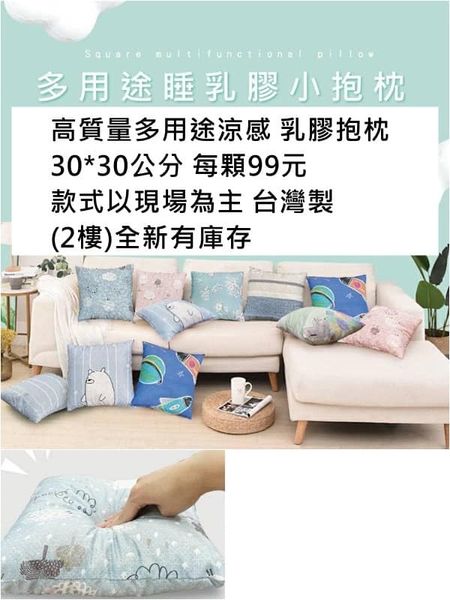 Square multifunctional pillow
多用途睡乳膠小抱枕
高質量多用途涼感 乳膠抱枕
30*30公分 每顆99元
款式以現場為主 台灣製
(2樓)全新有庫存